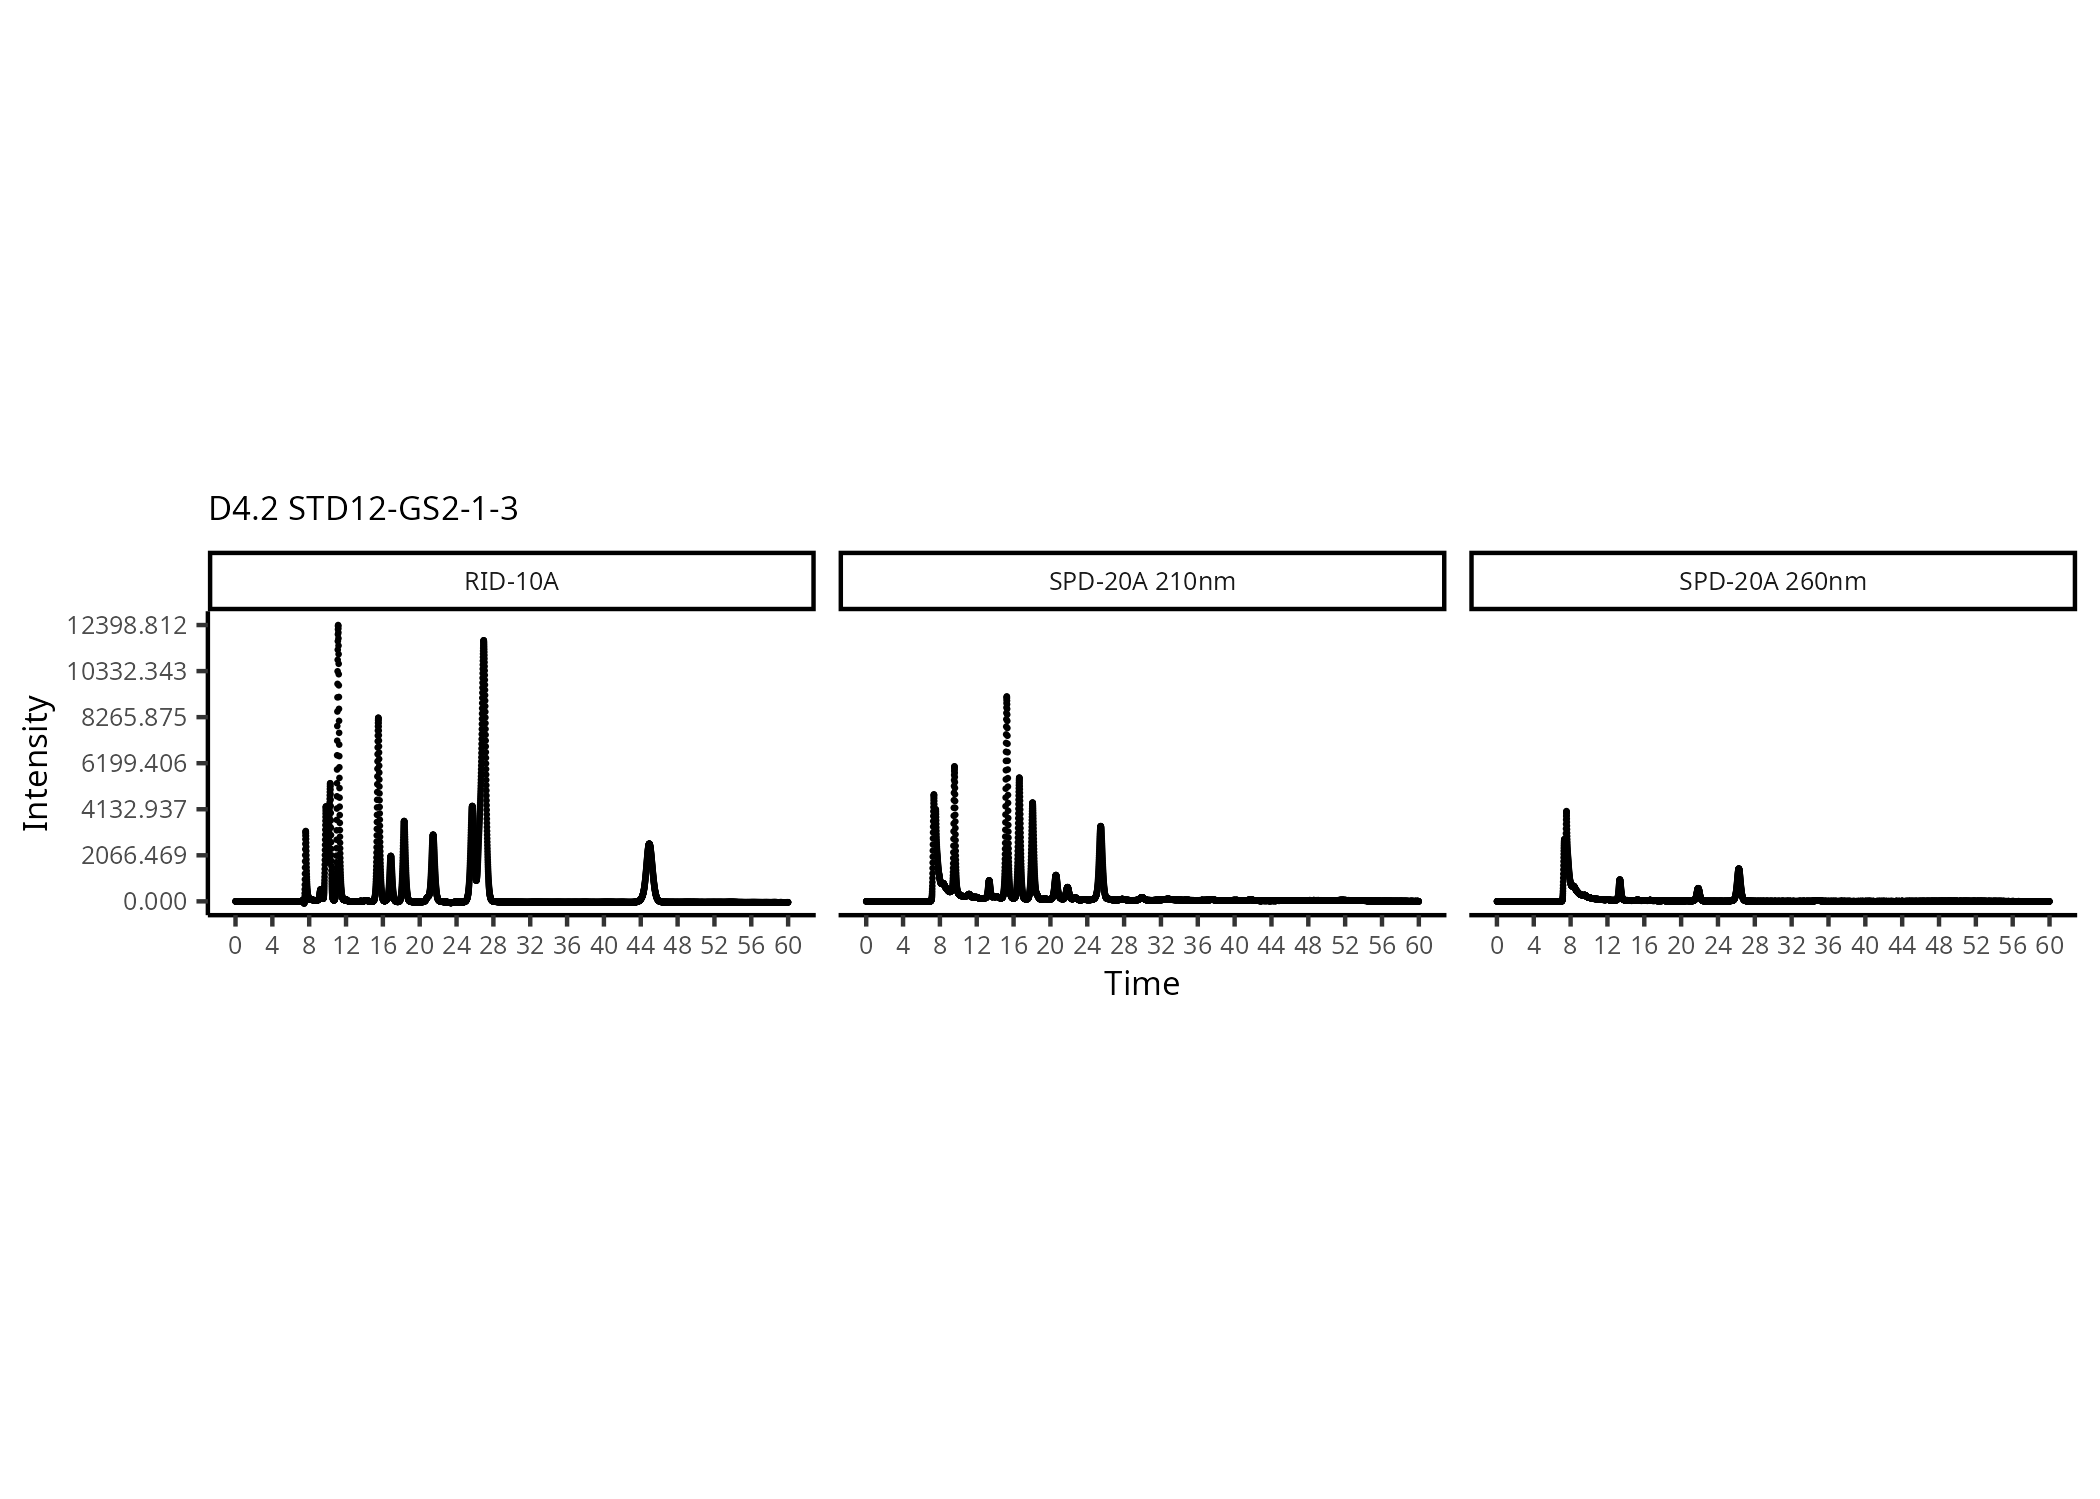 D4.2 STD12-GS2-1-3
RID-10A
SPD-20A 210nm
SPD-20A 260nm
12398.812
10332.343
8265.875
6199.406
4132.937
2066.469
0.000
Intensity
0 4 8 12 16 20 24 28 32 36 40 44 48 52 56 60
0 4 8 12 16 20 24 28 32 36 40 44 48 52 56 60
0 4 8 12 16 20 24 28 32 36 40 44 48 52 56 60
Time